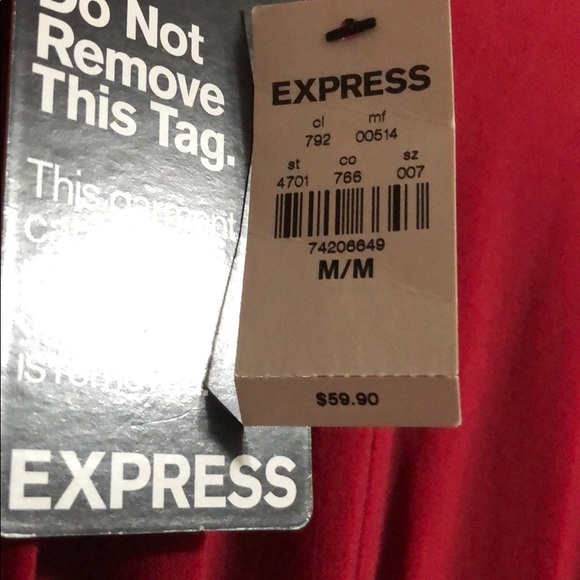 Do Not
Remove
This Tag.
This garment
is
EXPRESS
EXPRESS
cl mf
792 00514
st co sz
4701 766 007
74206649
M/M
$59.90